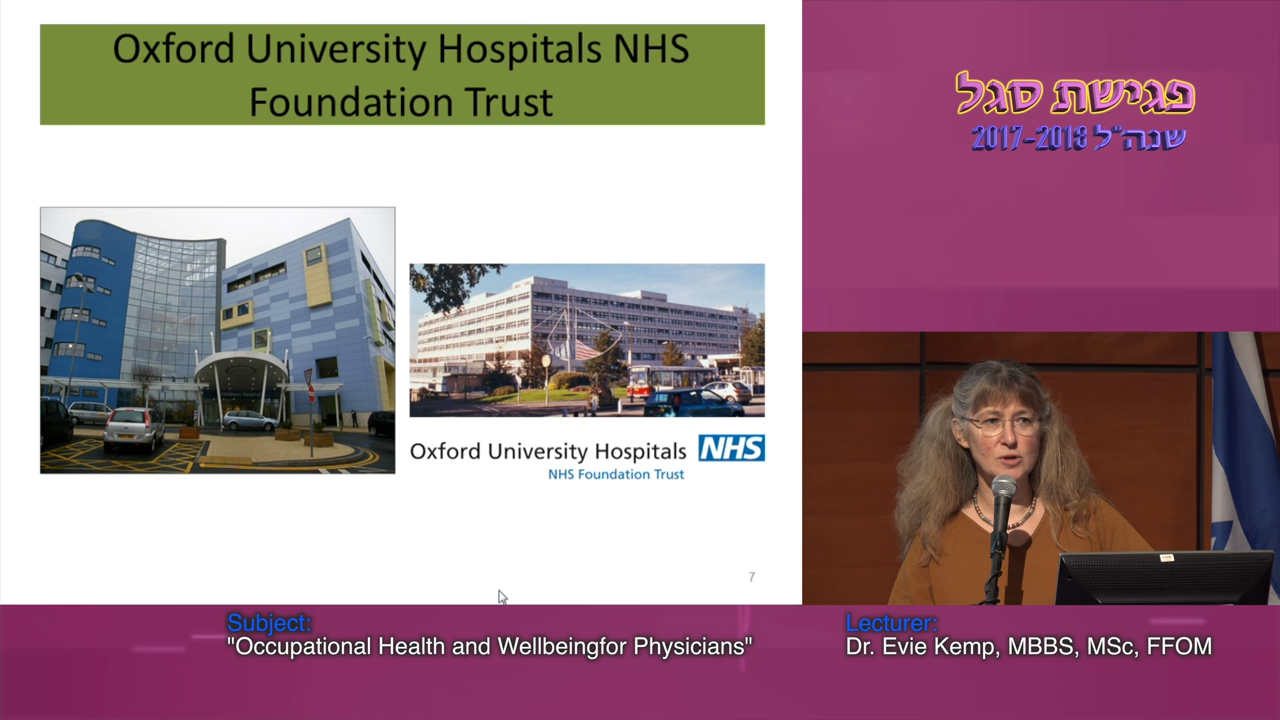 Oxford University Hospitals NHS
Foundation Trust
Oxford University Hospitals NHS
NHS Foundation Trust
7
פגישת סגל
שנה"ל 2017-2018
Subject:
"Occupational Health and Wellbeingfor Physicians"
Lecturer:
Dr. Evie Kemp, MBBS, MSc, FFOM